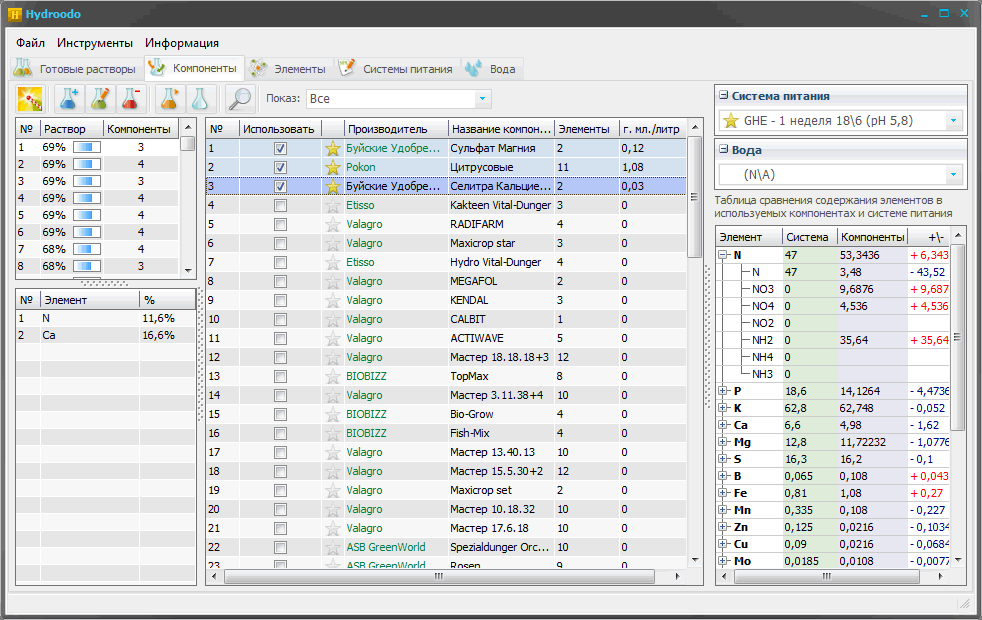 Hydroodo
Файл Инструменты Информация
Готовые растворы Компоненты Элементы Системы питания Вода
Показ: Все
№ Раствор Компоненты
1 69% 3
2 69% 4
3 69% 4
4 69% 4
5 69% 4
6 69% 4
7 68% 4
8 68% 3
№ Элемент %
1 N 11,6%
2 Ca 16,6%
№ Использовать Производитель Название компон... Элементы г. мл./литр
1 Буйские Удобре... Сульфат Магния 2 0,12
2 Pokon Цитрусовые 11 1,08
3 Буйские Удобре... Селитра Кальцие... 2 0,03
4 Etisso Kakteen Vital-Dunger 3 0
5 Valagro RADIFARM 4 0
6 Valagro Maxicrop star 3 0
7 Etisso Hydro Vital-Dunger 4 0
8 Valagro MEGAFOL 2 0
9 Valagro KENDAL 3 0
10 Valagro CALBIT 1 0
11 Valagro ACTIWAVE 5 0
12 Valagro Мастер 18.18.18+3 12 0
13 BIOBIZZ TopMax 8 0
14 Valagro Мастер 3.11.38+4 10 0
15 BIOBIZZ Bio-Grow 4 0
16 BIOBIZZ Fish-Mix 4 0
17 Valagro Мастер 13.40.13 10 0
18 Valagro Мастер 15.5.30+2 12 0
19 Valagro Maxicrop set 2 0
20 Valagro Мастер 10.18.32 10 0
21 Valagro Мастер 17.6.18 10 0
22 ASB GreenWorld Spezialdunger Orc... 10 0
23 ASB GreenWorld Rosen 9 0
Система питания
GHE - 1 неделя 18\6 (pH 5,8)
Вода
(N\A)
Таблица сравнения содержания элементов в
используемых компонентах и системе питания
Элемент Система Компоненты +\-
N 47 53,3436 + 6,343
N 47 3,48 - 43,52
NO3 0 9,6876 + 9,687
NO4 0 4,536 + 4,536
NO2 0
NH2 0 35,64 + 35,64
NH4 0
NH3 0
P 18,6 14,1264 - 4,4736
K 62,8 62,748 - 0,052
Ca 6,6 4,98 - 1,62
Mg 12,8 11,72232 - 1,0776
S 16,3 16,2 - 0,1
B 0,065 0,108 + 0,043
Fe 0,81 1,08 + 0,27
Mn 0,335 0,108 - 0,227
Zn 0,125 0,0216 - 0,1034
Cu 0,09 0,0216 - 0,0684
Mo 0,0185 0,0108 - 0,0077